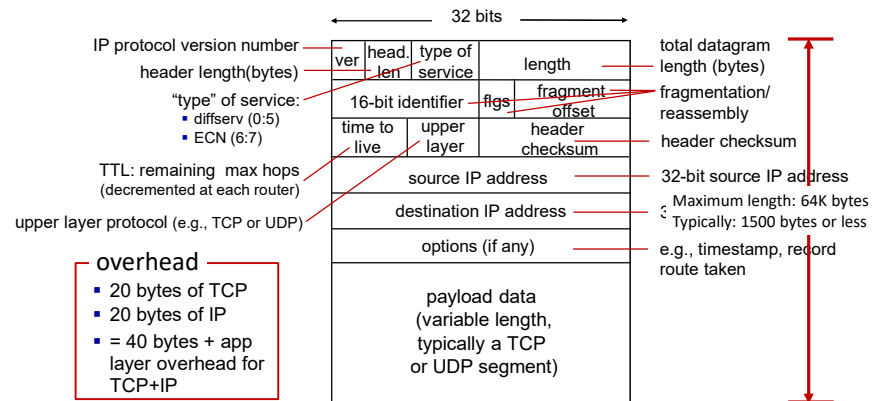 32 bits
IP protocol version number
header length(bytes)
“type” of service:
▪ diffserv (0:5)
▪ ECN (6:7)
TTL: remaining max hops
(decremented at each router)
upper layer protocol (e.g., TCP or UDP)
overhead
▪ 20 bytes of TCP
▪ 20 bytes of IP
▪ = 40 bytes + app
layer overhead for
TCP+IP
ver
head.
len
type of
service
length
16-bit identifier
flgs
fragment
offset
time to
live
upper
layer
header
checksum
source IP address
destination IP address
options (if any)
payload data
(variable length,
typically a TCP
or UDP segment)
total datagram
length (bytes)
fragmentation/
reassembly
header checksum
32-bit source IP address
Maximum length: 64K bytes
Typically: 1500 bytes or less
e.g., timestamp, record
route taken